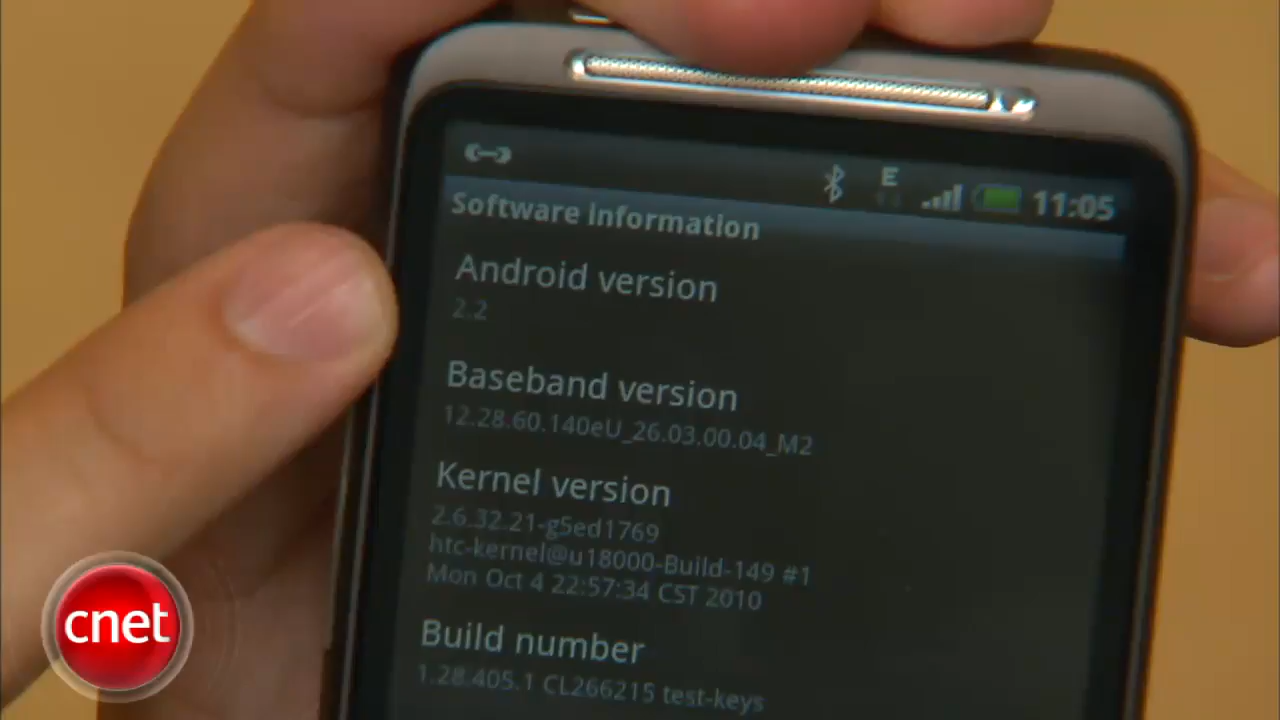 E
11:05
Software information
Android version
2.2
Baseband version
12.28.60.140eU_26.03.00.04_M2
Kernel version
2.6.32.21-g5ed1769
htc-kernel@u18000-Build-149 #1
Mon Oct 4 22:57:34 CST 2010
Build number
1.28.405.1 CL266215 test-keys
cnet